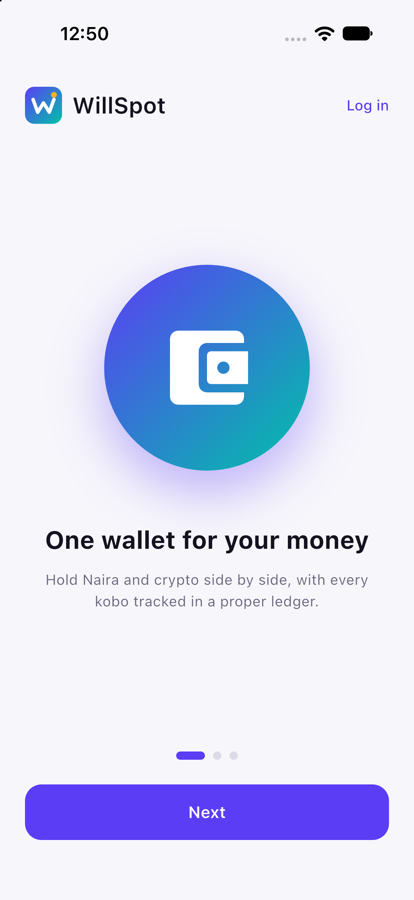 12:50
WillSpot
Log in
One wallet for your money
Hold Naira and crypto side by side, with every
kobo tracked in a proper ledger.
Next